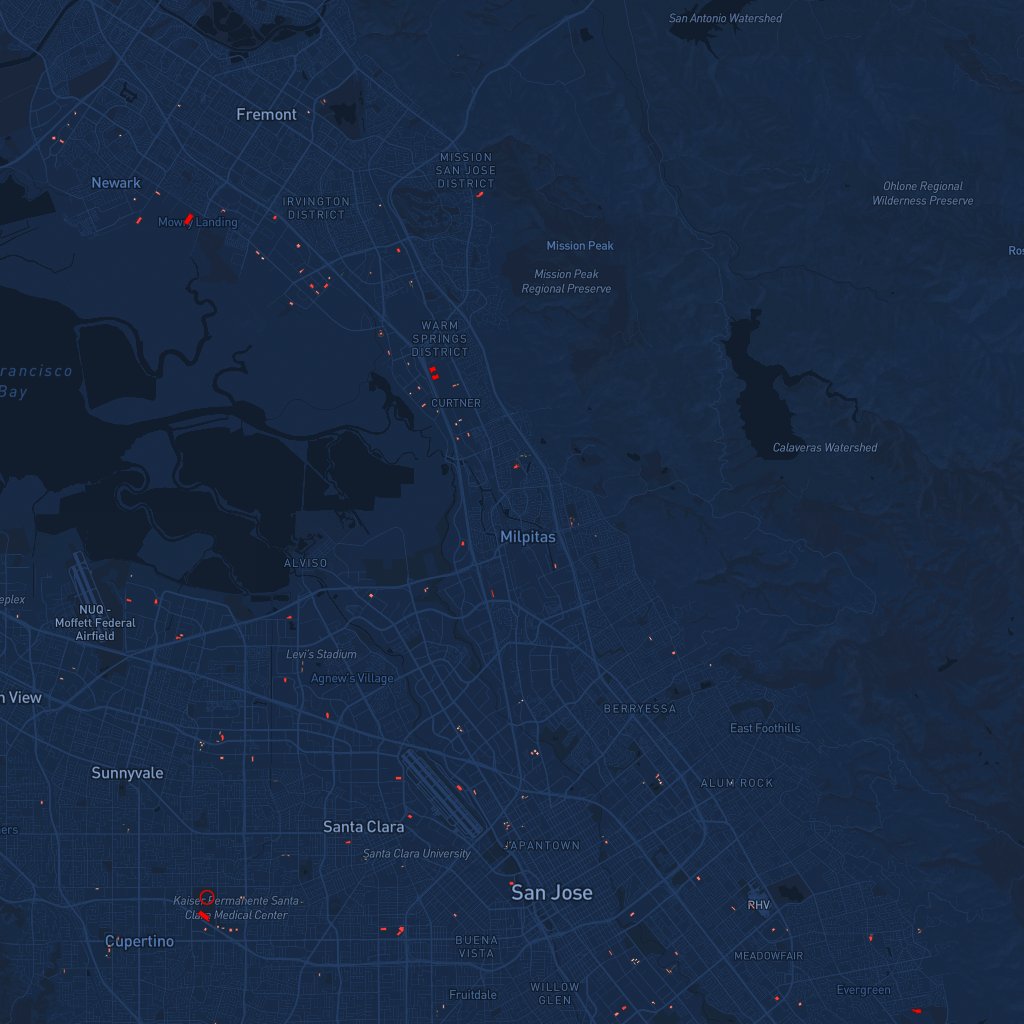 San Antonio Watershed
Fremont
MISSION
SAN JOSE
DISTRICT
Newark
Ohlone Regional
Wilderness Preserve
IRVINGTON
DISTRICT
Mowry Landing
Mission Peak
Ros
Mission Peak
Regional Preserve
WARM
SPRINGS
DISTRICT
rancisco
Bay
CURTNER
Calaveras Watershed
Milpitas
ALVISO
eplex
NUQ -
Moffett Federal
Airfield
Levi's Stadium
Agnew's Village
n View
BERRYESSA
East Foothills
Sunnyvale
ALUM ROCK
Santa Clara
ers
Santa Clara University
JAPANTOWN
San Jose
Kaiser Permanente Santa-
Clara Medical Center
RHV
Cupertino
BUENA
VISTA
MEADOWFAIR
Fruitdale
WILLOW
GLEN
Evergreen